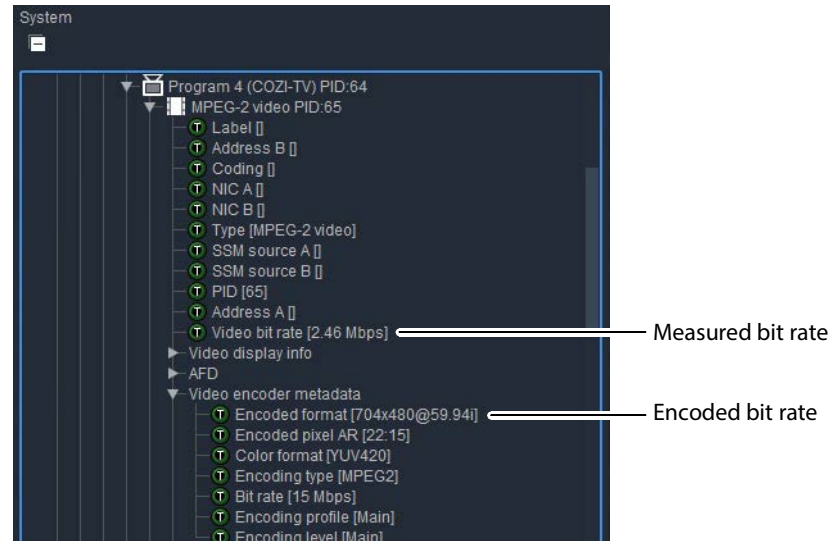 System
Program 4 (COZI-TV) PID:64
MPEG-2 video PID:65
Label []
Address B []
Coding []
NIC A []
NIC B []
Type [MPEG-2 video]
SSM source A []
SSM source B []
PID [65]
Address A []
Video bit rate [2.46 Mbps]
Measured bit rate
Video display info
AFD
Video encoder metadata
Encoded format [704x480@59.94i]
Encoded bit rate
Encoded pixel AR [22:15]
Color format [YUV420]
Encoding type [MPEG2]
Bit rate [15 Mbps]
Encoding profile [Main]
Encoding level [Main]